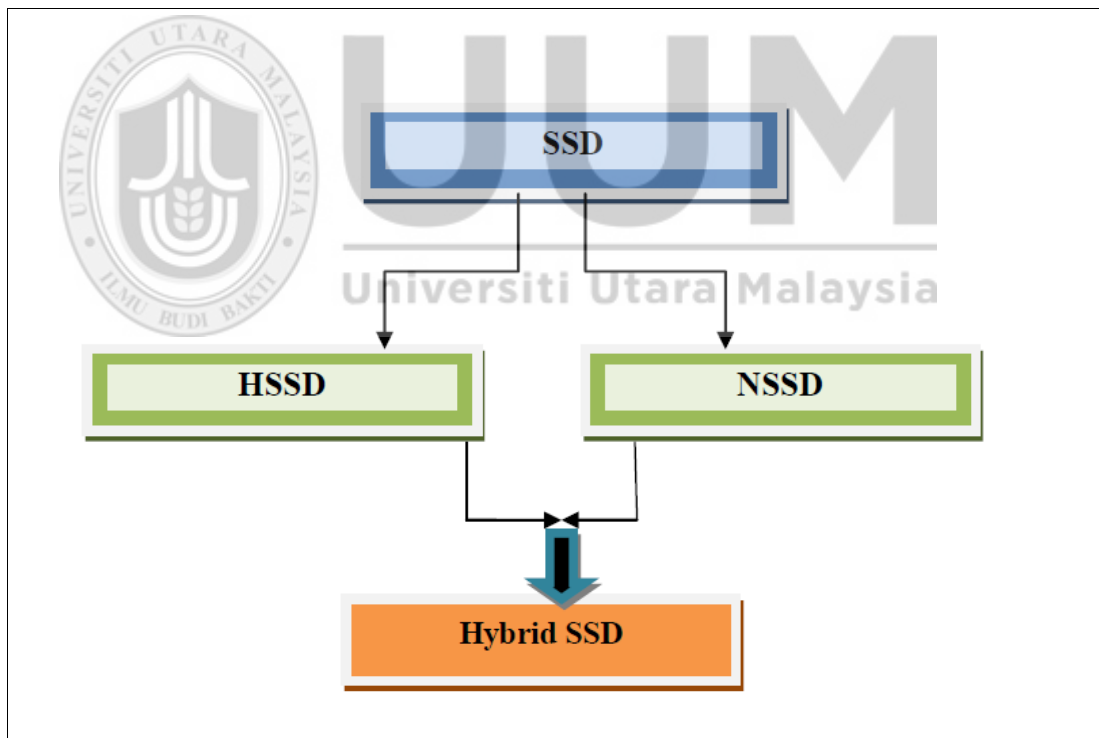 UNIVERSITI UTARA MALAYSIA
ILMU BUDI BAKTI
UUM
Universiti Utara Malaysia
SSD
HSSD
NSSD
Hybrid SSD